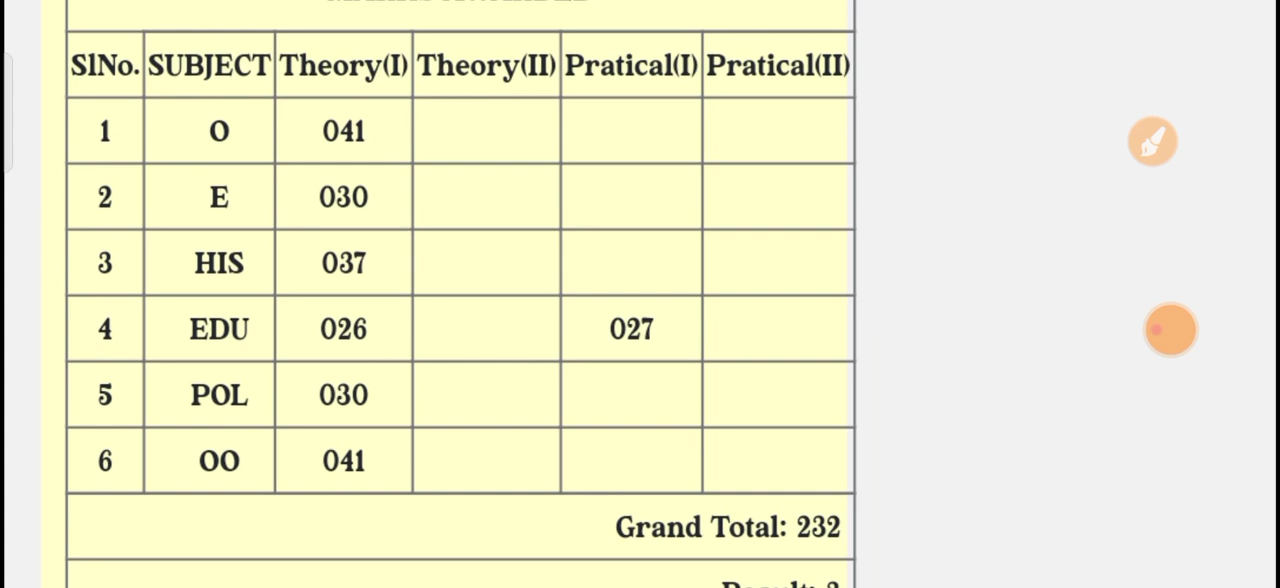 SlNo. SUBJECT Theory(I) Theory(II) Pratical(I) Pratical(II)
1 O 041
2 E 030
3 HIS 037
4 EDU 026 027
5 POL 030
6 OO 041
Grand Total: 232